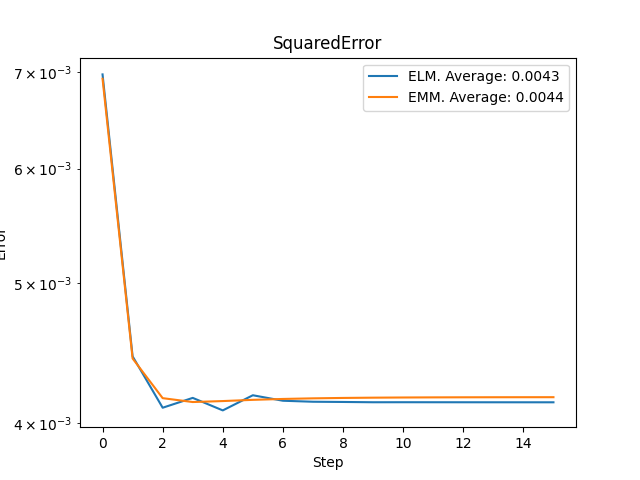 SquaredError
7 × 10⁻³
6 × 10⁻³
5 × 10⁻³
4 × 10⁻³
Error
ELM. Average: 0.0043
EMM. Average: 0.0044
0 2 4 6 8 10 12 14
Step